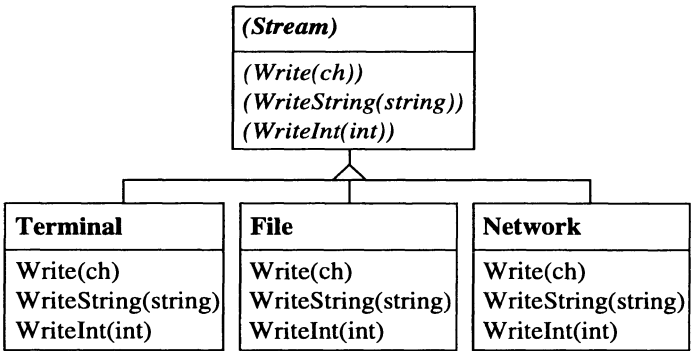 (Stream)
(Write(ch))
(WriteString(string))
(WriteInt(int))
Terminal
Write(ch)
WriteString(string)
WriteInt(int)
File
Write(ch)
WriteString(string)
WriteInt(int)
Network
Write(ch)
WriteString(string)
WriteInt(int)